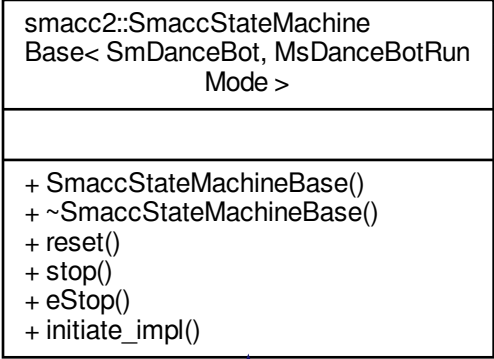 smacc2::SmaccStateMachine
Base< SmDanceBot, MsDanceBotRun
Mode >
+ SmaccStateMachineBase()
+ ~SmaccStateMachineBase()
+ reset()
+ stop()
+ eStop()
+ initiate_impl()